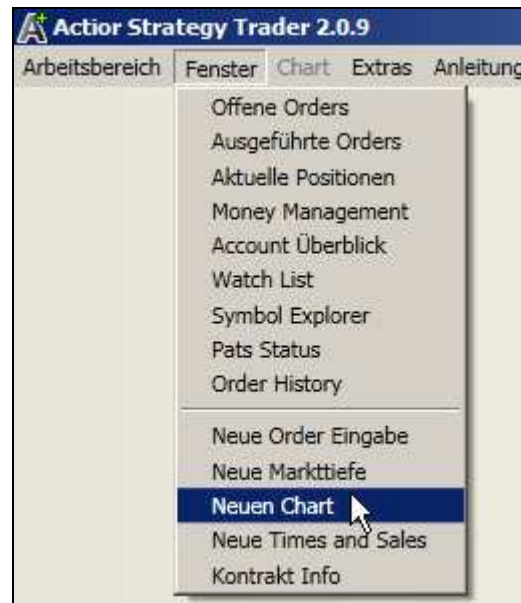 Actior Strategy Trader 2.0.9
Arbeitsbereich Fenster Chart Extras Anleitung
Offene Orders
Ausgeführte Orders
Aktuelle Positionen
Money Management
Account Überblick
Watch List
Symbol Explorer
Pats Status
Order History
Neue Order Eingabe
Neue Markttiefe
Neuen Chart
Neue Times and Sales
Kontrakt Info